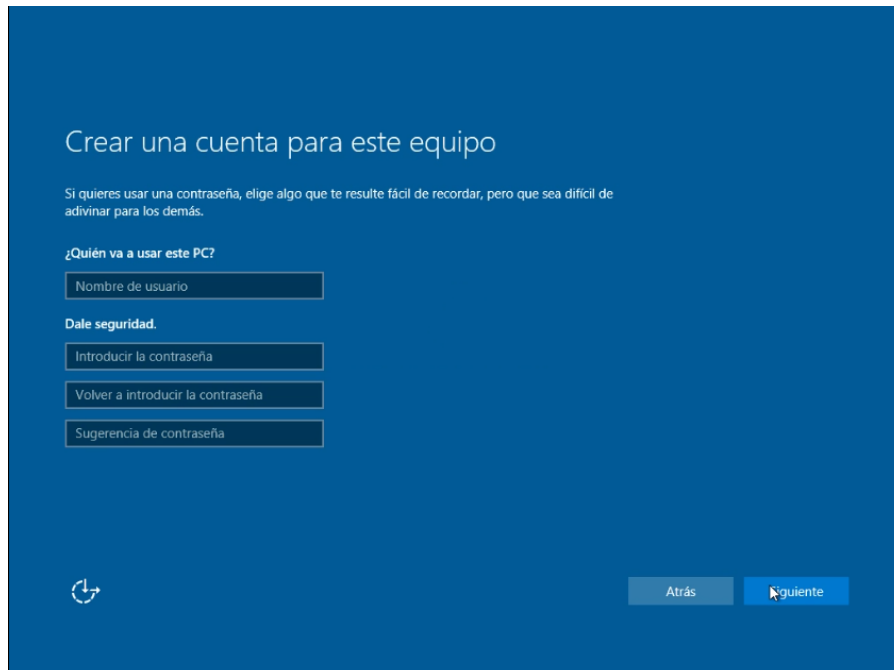 Crear una cuenta para este equipo
Si quieres usar una contraseña, elige algo que te resulte fácil de recordar, pero que sea difícil de
adivinar para los demás.
¿Quién va a usar este PC?
Nombre de usuario
Dale seguridad.
Introducir la contraseña
Volver a introducir la contraseña
Sugerencia de contraseña
Atrás
Siguiente